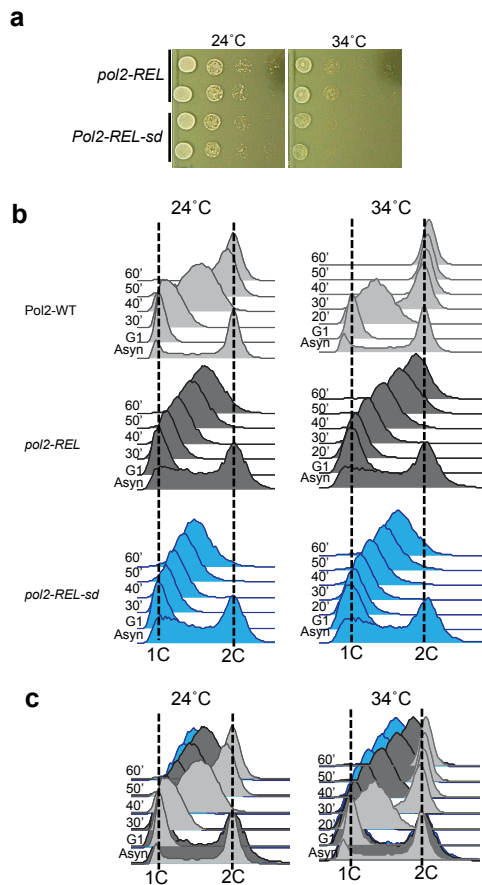 a
24˚C 34˚C
pol2-REL
Pol2-REL-sd
b
24˚C 34˚C
Pol2-WT
60'
50'
40'
30'
G1
Asyn
60'
50'
40'
30'
20'
G1
Asyn
pol2-REL
60'
50'
40'
30'
G1
Asyn
60'
50'
40'
30'
20'
G1
Asyn
pol2-REL-sd
60'
50'
40'
30'
G1
Asyn
60'
50'
40'
30'
20'
G1
Asyn
1C 2C 1C 2C
c
24˚C 34˚C
60'
50'
40'
30'
G1
Asyn
60'
50'
40'
30'
20'
G1
Asyn
1C 2C 1C 2C